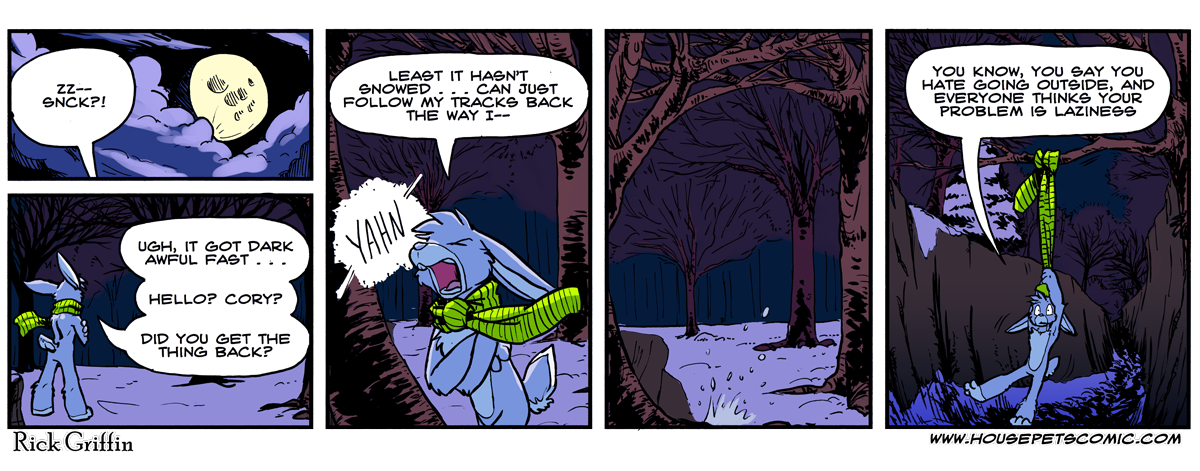 ZZ--
SNCK?!
UGH, IT GOT DARK
AWFUL FAST . . .
HELLO? CORY?
DID YOU GET THE
THING BACK?
LEAST IT HASN'T
SNOWED . . . CAN JUST
FOLLOW MY TRACKS BACK
THE WAY I--
YAHN
YOU KNOW, YOU SAY YOU
HATE GOING OUTSIDE, AND
EVERYONE THINKS YOUR
PROBLEM IS LAZINESS
Rick Griffin
WWW.HOUSEPETSCOMIC.COM